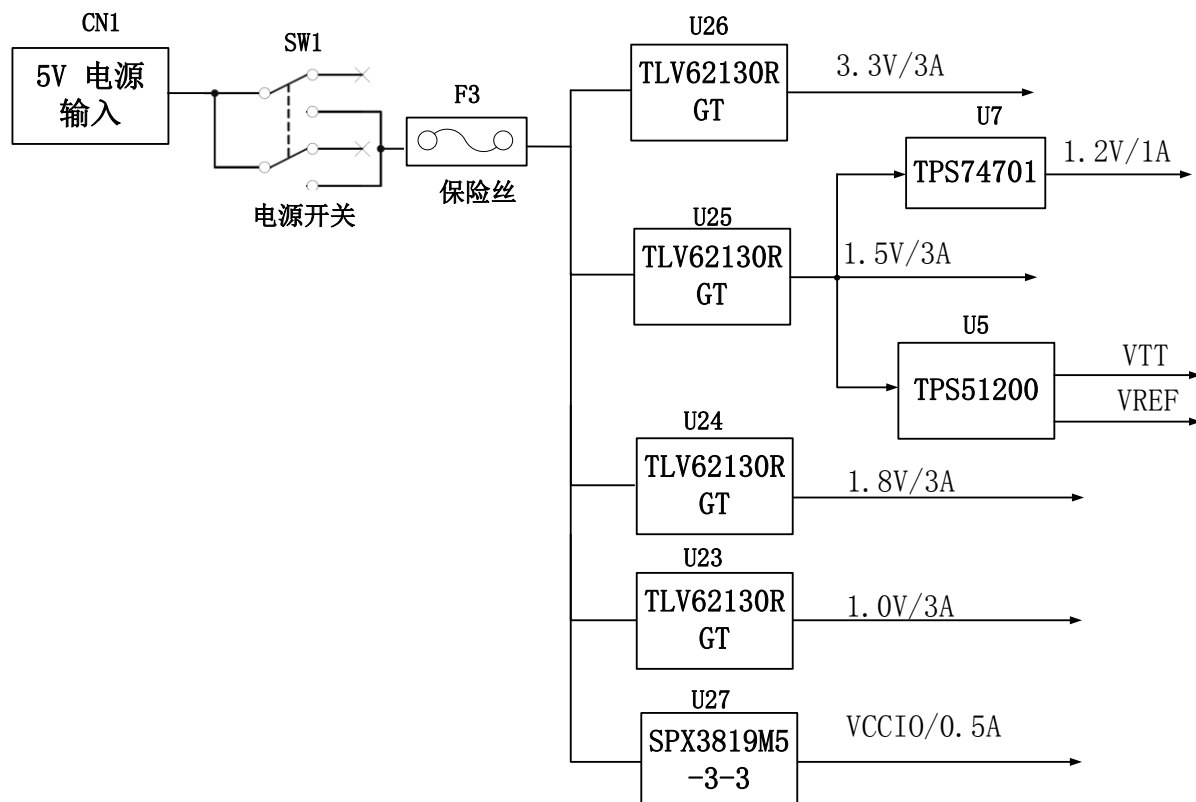 CN1
5V 电源
输入
SW1
电源开关
F3
保险丝
U26
TLV62130R
GT
3.3V/3A
U7
TPS74701
1.2V/1A
U25
TLV62130R
GT
1.5V/3A
U5
TPS51200
VTT
VREF
U24
TLV62130R
GT
1.8V/3A
U23
TLV62130R
GT
1.0V/3A
U27
SPX3819M5
-3-3
VCCIO/0.5A